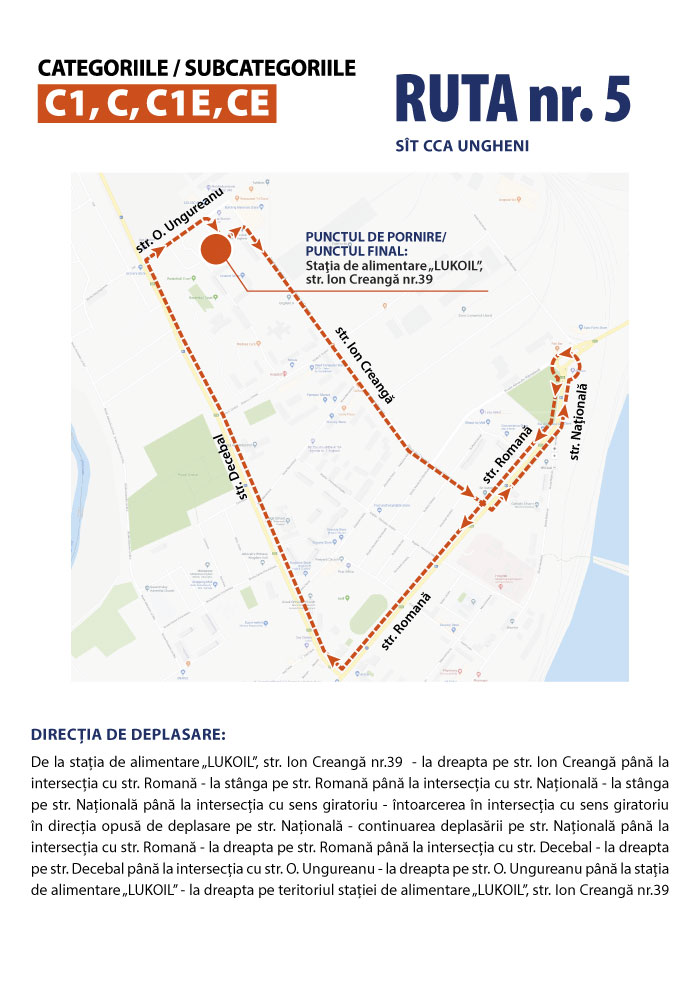 CATEGORIILE / SUBCATEGORIILE
C1, C, C1E, CE
RUTA nr. 5
SÎT CCA UNGHENI
str. O. Ungureanu
PUNCTUL DE PORNIRE/
PUNCTUL FINAL:
Stația de alimentare „LUKOIL”,
str. Ion Creangă nr.39
str. Ion Creangă
str. Națională
str. Romană
str. Decebal
str. Romană
DIRECȚIA DE DEPLASARE:
De la stația de alimentare „LUKOIL”, str. Ion Creangă nr.39 - la dreapta pe str. Ion Creangă până la
intersecția cu str. Romană - la stânga pe str. Romană până la intersecția cu str. Națională - la stânga
pe str. Națională până la intersecția cu sens giratoriu - întoarcerea în intersecția cu sens giratoriu
în direcția opusă de deplasare pe str. Națională - continuarea deplasării pe str. Națională până la
intersecția cu str. Romană - la dreapta pe str. Romană până la intersecția cu str. Decebal - la dreapta
pe str. Decebal până la intersecția cu str. O. Ungureanu - la dreapta pe str. O. Ungureanu până la stația
de alimentare „LUKOIL” - la dreapta pe teritoriul stației de alimentare „LUKOIL”, str. Ion Creangă nr.39